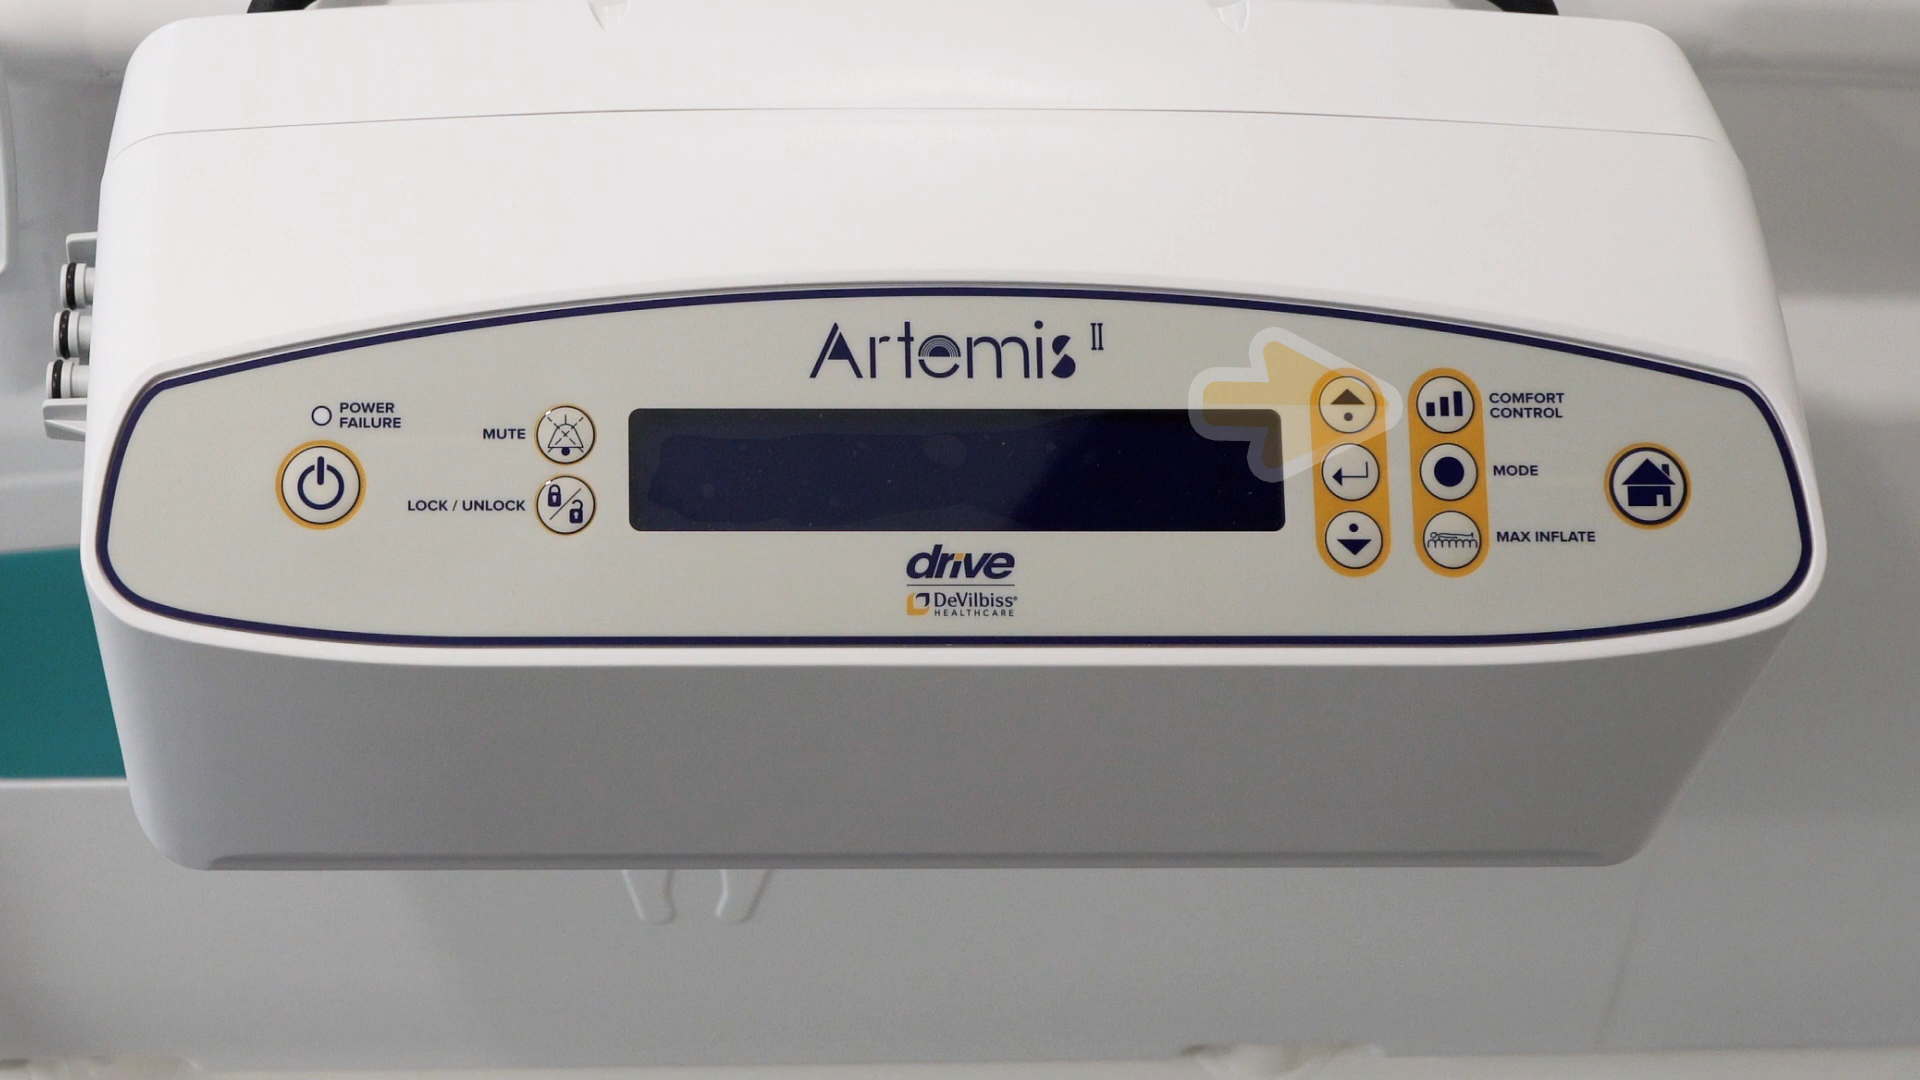 Artemis II
POWER
FAILURE
MUTE
LOCK / UNLOCK
COMFORT
CONTROL
MODE
MAX INFLATE
drive
DeVilbiss®
HEALTHCARE